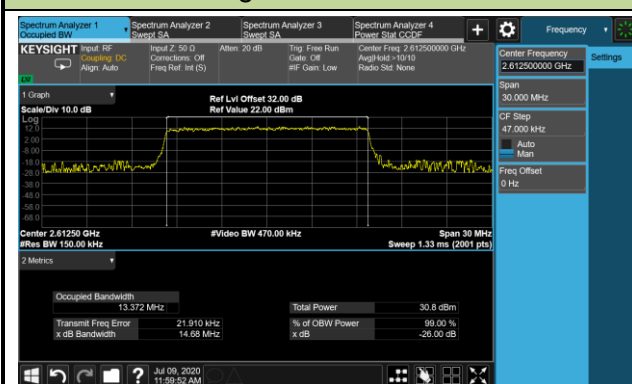 Spectrum Analyzer 1
Occupied BW
Spectrum Analyzer 2
Swept SA
Spectrum Analyzer 3
Swept SA
Spectrum Analyzer 4
Power Stat CCDF
+
Frequency
KEYSIGHT
Input: RF
Coupling: DC
Align: Auto
Input Z: 50 Ω
Corrections: Off
Freq Ref: Int (S)
Atten: 20 dB
Trig: Free Run
Gate: Off
#IF Gain: Low
Center Freq: 2.612500000 GHz
Avg|Hold:>10/10
Radio Std: None
Center Frequency
2.612500000 GHz
Settings
Span
30.000 MHz
CF Step
47.000 kHz
Auto
Man
Freq Offset
0 Hz
1 Graph
Scale/Div 10.0 dB
Ref Lvl Offset 32.00 dB
Ref Value 22.00 dBm
Log
12.0
2.00
-8.00
-18.0
-28.0
-38.0
-48.0
-58.0
-68.0
Center 2.61250 GHz
#Res BW 150.00 kHz
#Video BW 470.00 kHz
Span 30 MHz
Sweep 1.33 ms (2001 pts)
2 Metrics
Occupied Bandwidth
13.372 MHz
Total Power 30.8 dBm
Transmit Freq Error 21.910 kHz
% of OBW Power 99.00 %
x dB Bandwidth 14.68 MHz
x dB -26.00 dB
?
Jul 09, 2020
11:59:52 AM